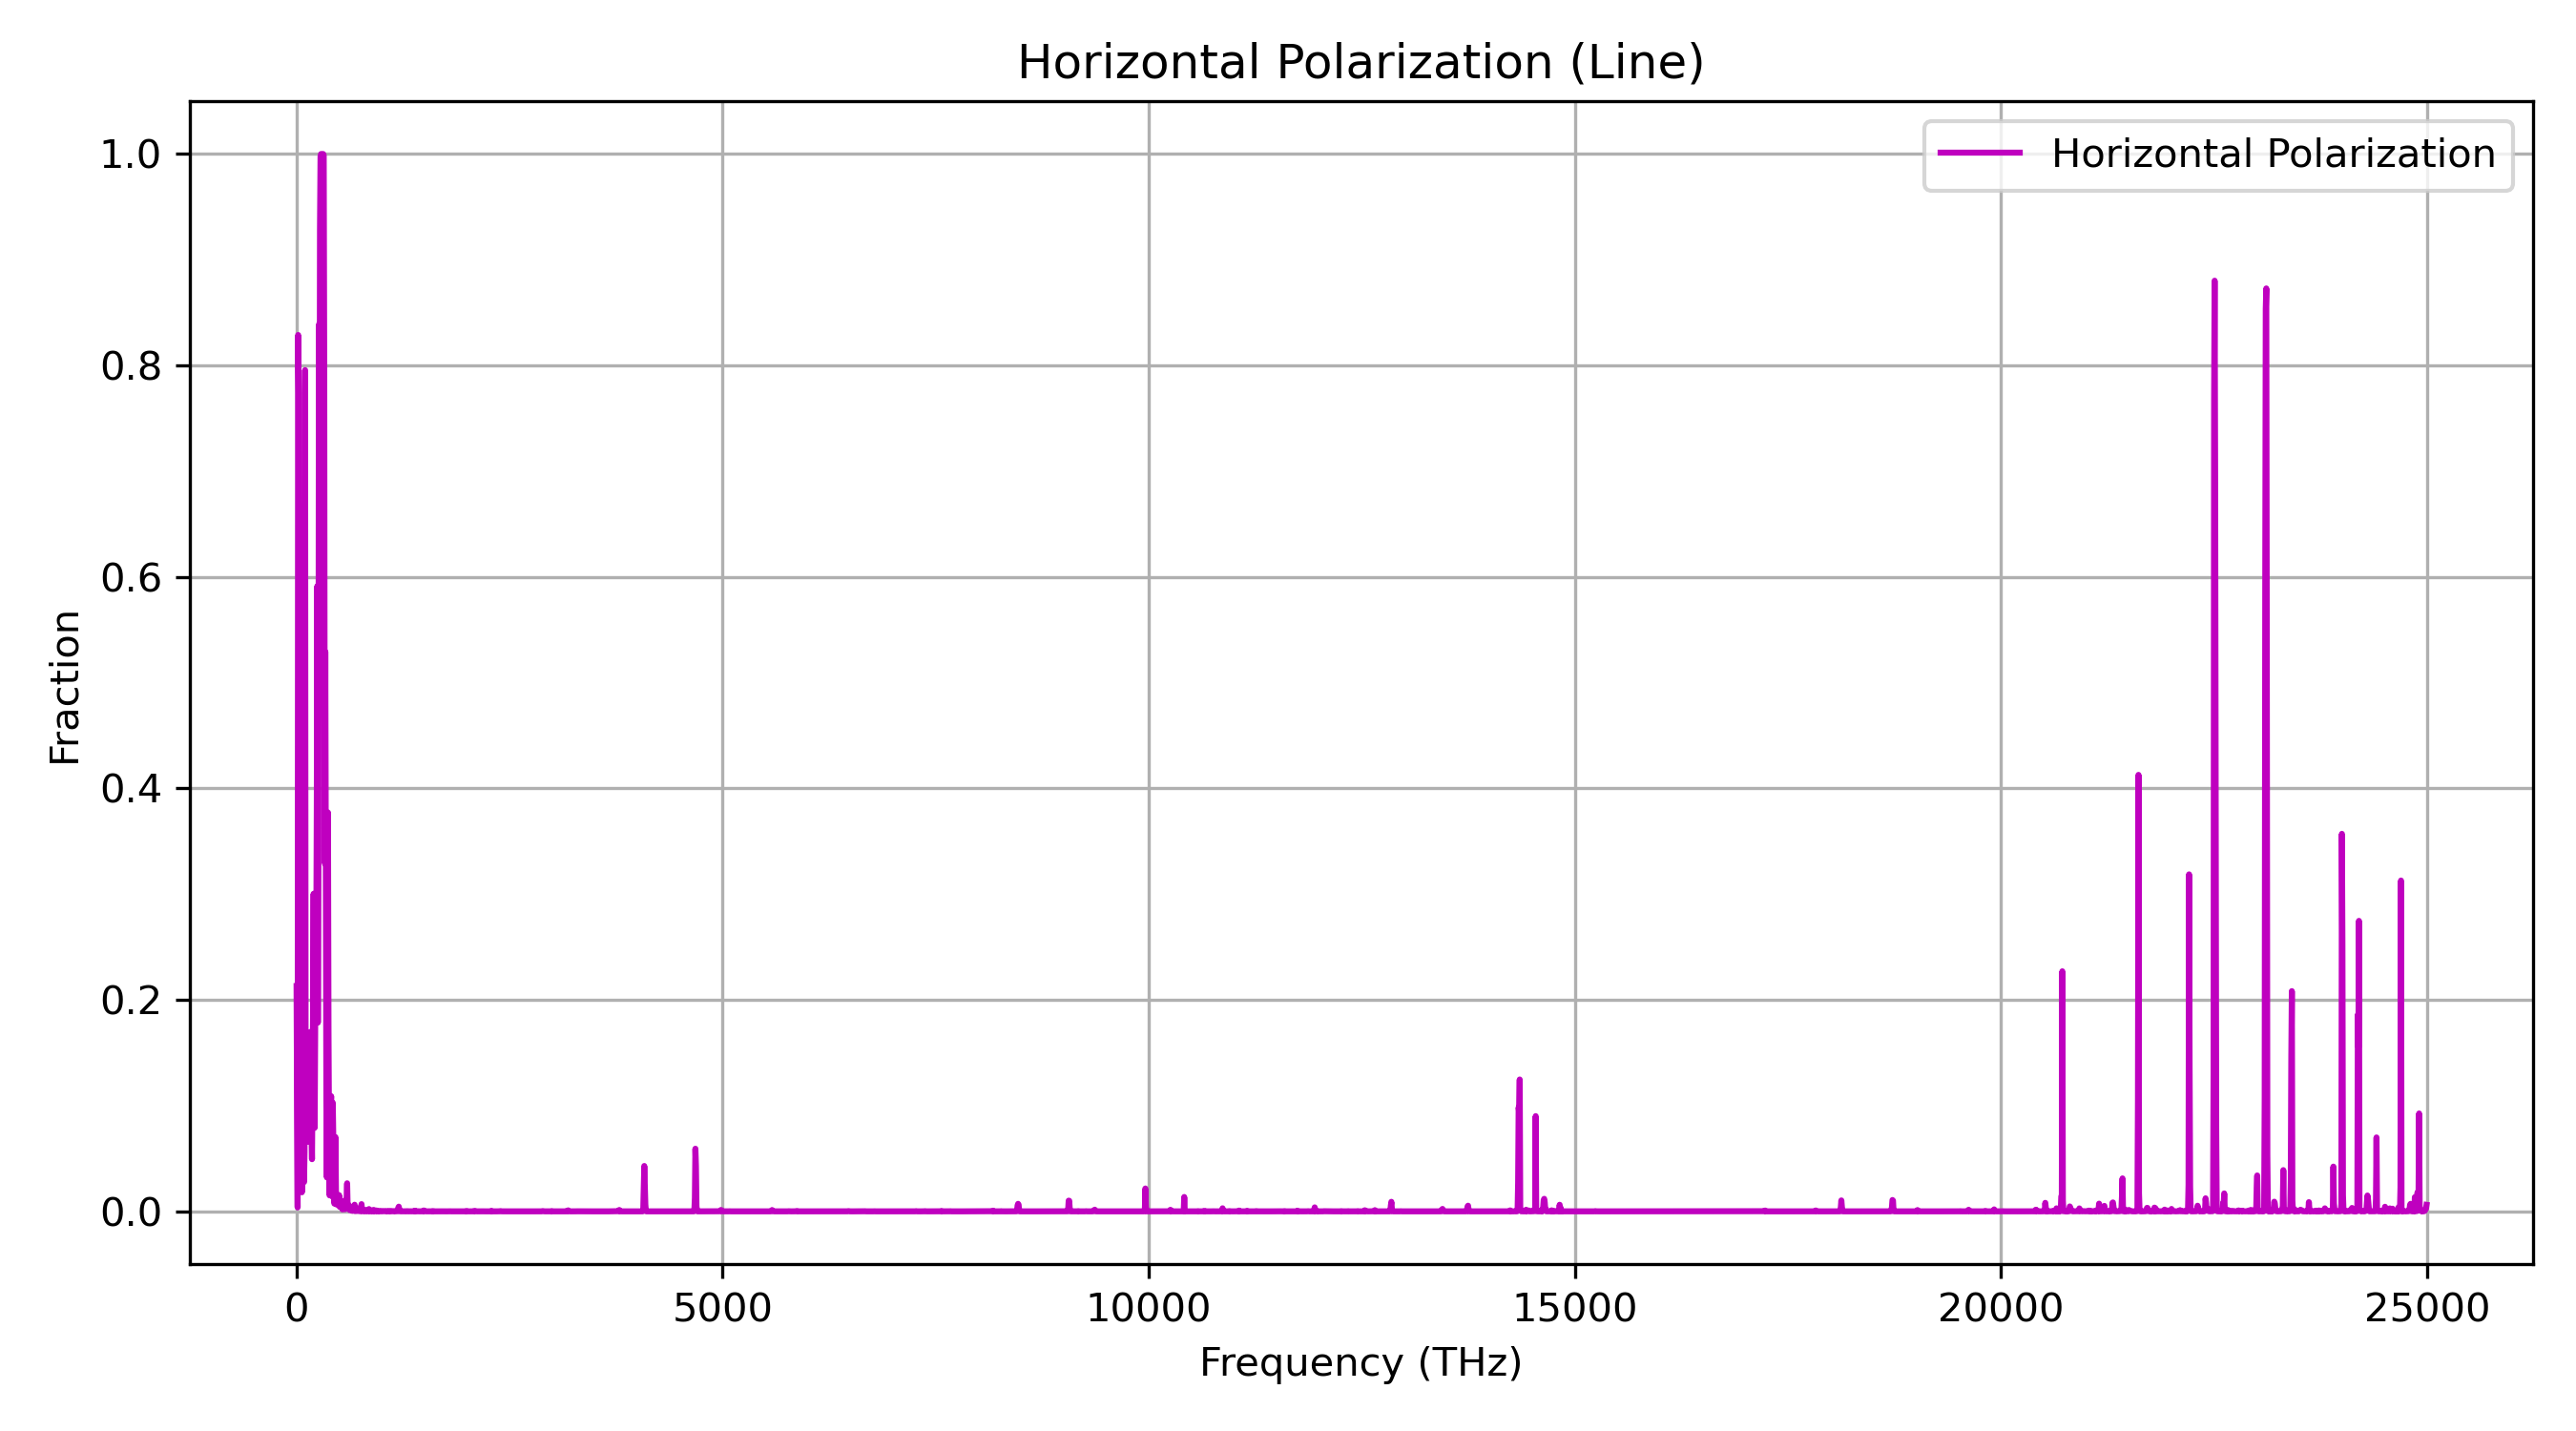 Horizontal Polarization (Line)
Horizontal Polarization
1.0
0.8
0.6
0.4
0.2
0.0
Fraction
0 5000 10000 15000 20000 25000
Frequency (THz)